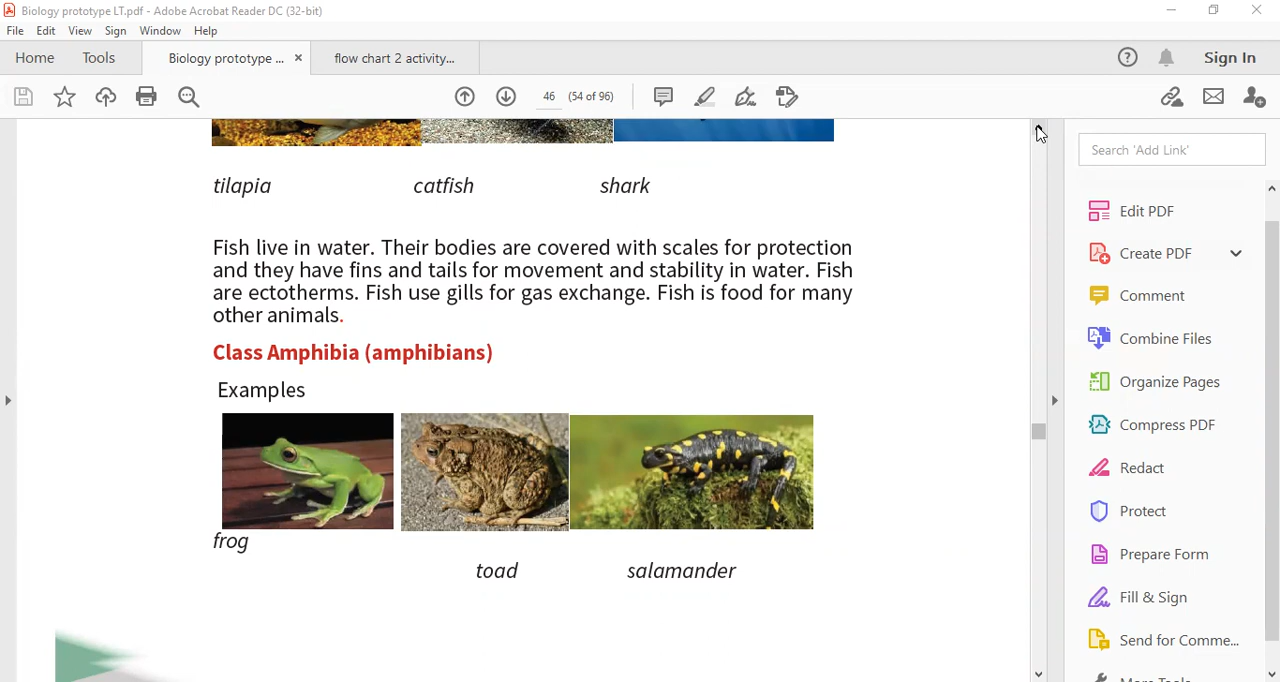 Biology prototype LT.pdf - Adobe Acrobat Reader DC (32-bit)
File Edit View Sign Window Help
Home Tools Biology prototype ... × flow chart 2 activity... Sign In
46 (54 of 96)
Search 'Add Link'
tilapia catfish shark
Fish live in water. Their bodies are covered with scales for protection
and they have fins and tails for movement and stability in water. Fish
are ectotherms. Fish use gills for gas exchange. Fish is food for many
other animals.
Class Amphibia (amphibians)
Examples
frog
toad salamander
Edit PDF
Create PDF
Comment
Combine Files
Organize Pages
Compress PDF
Redact
Protect
Prepare Form
Fill & Sign
Send for Comme...
More Tools